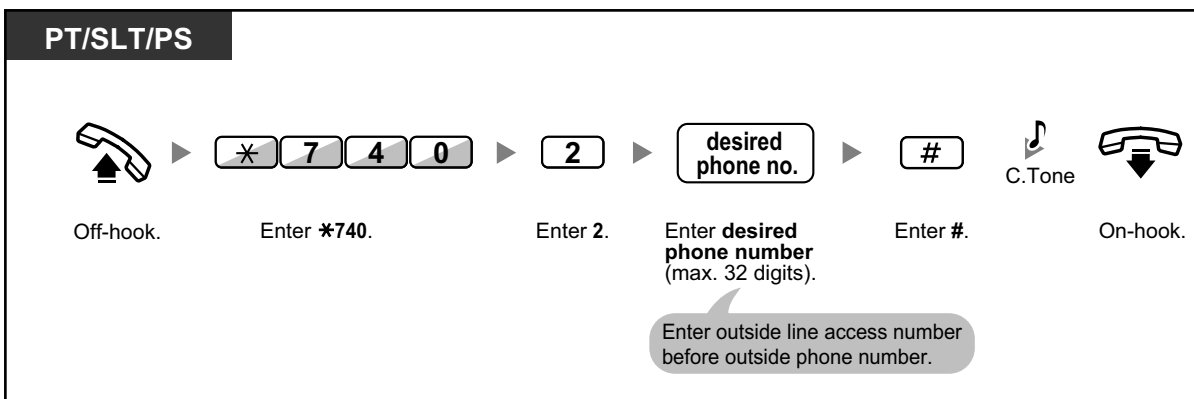 PT/SLT/PS
* 7 4 0
2
desired
phone no.
#
C.Tone
Off-hook.
Enter *740.
Enter 2.
Enter desired
phone number
(max. 32 digits).
Enter #.
On-hook.
Enter outside line access number
before outside phone number.